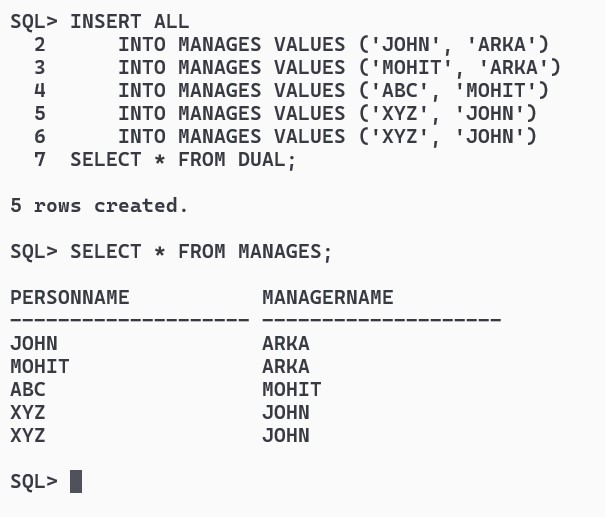 SQL> INSERT ALL
  2      INTO MANAGES VALUES ('JOHN', 'ARKA')
  3      INTO MANAGES VALUES ('MOHIT', 'ARKA')
  4      INTO MANAGES VALUES ('ABC', 'MOHIT')
  5      INTO MANAGES VALUES ('XYZ', 'JOHN')
  6      INTO MANAGES VALUES ('XYZ', 'JOHN')
  7  SELECT * FROM DUAL;

5 rows created.

SQL> SELECT * FROM MANAGES;

PERSONNAME           MANAGERNAME
-------------------- --------------------
JOHN                 ARKA
MOHIT                ARKA
ABC                  MOHIT
XYZ                  JOHN
XYZ                  JOHN

SQL>